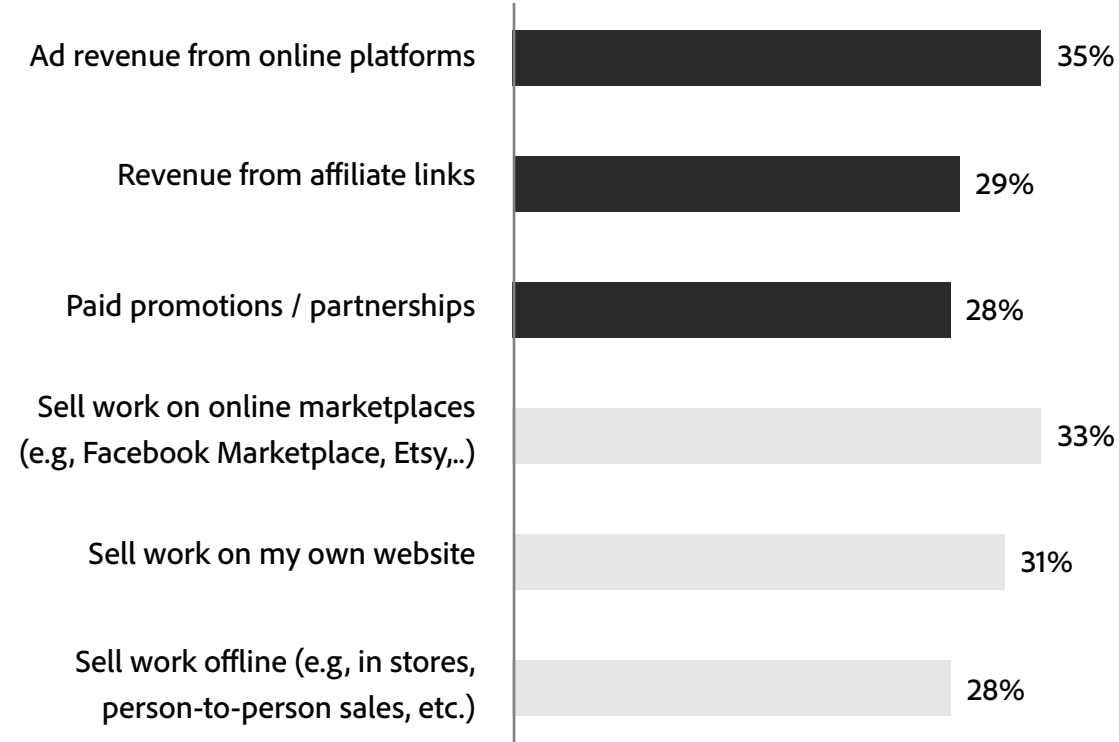 Ad revenue from online platforms
35%
Revenue from affiliate links
29%
Paid promotions / partnerships
28%
Sell work on online marketplaces
(e.g, Facebook Marketplace, Etsy,..)
33%
Sell work on my own website
31%
Sell work offline (e.g, in stores,
person-to-person sales, etc.)
28%